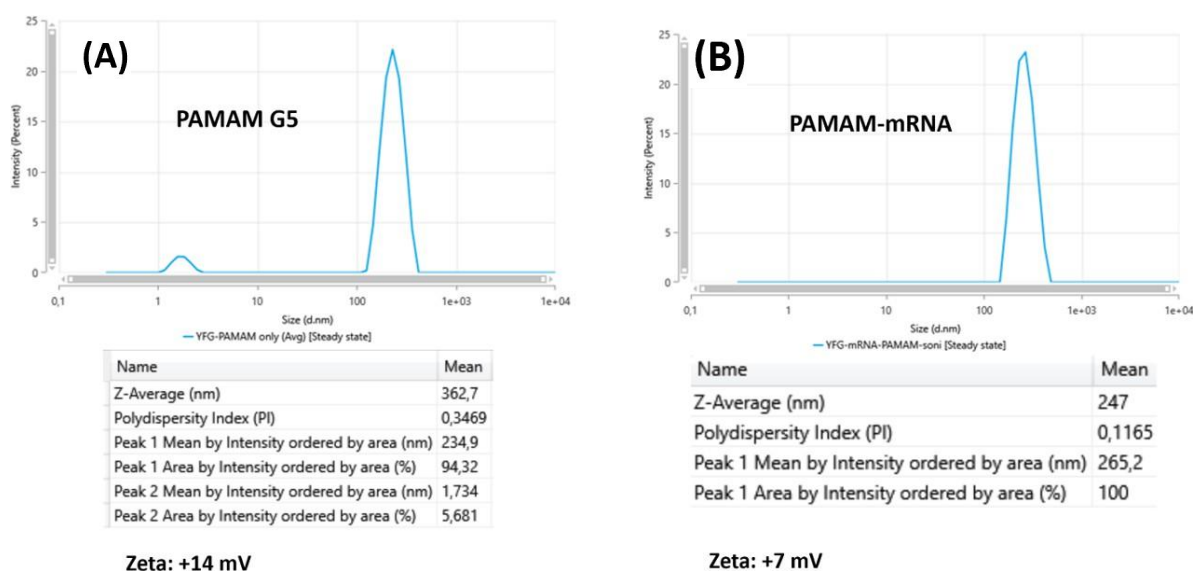 (A)
PAMAM G5
25
20
15
10
5
0
Intensity (Percent)
0,1 1 10 100 1e+03 1e+04
Size (d.nm)
YFG-PAMAM only (Avg) [Steady state]
Name Mean
Z-Average (nm) 362,7
Polydispersity Index (PI) 0,3469
Peak 1 Mean by Intensity ordered by area (nm) 234,9
Peak 1 Area by Intensity ordered by area (%) 94,32
Peak 2 Mean by Intensity ordered by area (nm) 1,734
Peak 2 Area by Intensity ordered by area (%) 5,681
Zeta: +14 mV
(B)
PAMAM-mRNA
25
20
15
10
5
0
Intensity (Percent)
0,1 1 10 100 1e+03 1e+04
Size (d.nm)
YFG-mRNA-PAMAM-soni [Steady state]
Name Mean
Z-Average (nm) 247
Polydispersity Index (PI) 0,1165
Peak 1 Mean by Intensity ordered by area (nm) 265,2
Peak 1 Area by Intensity ordered by area (%) 100
Zeta: +7 mV